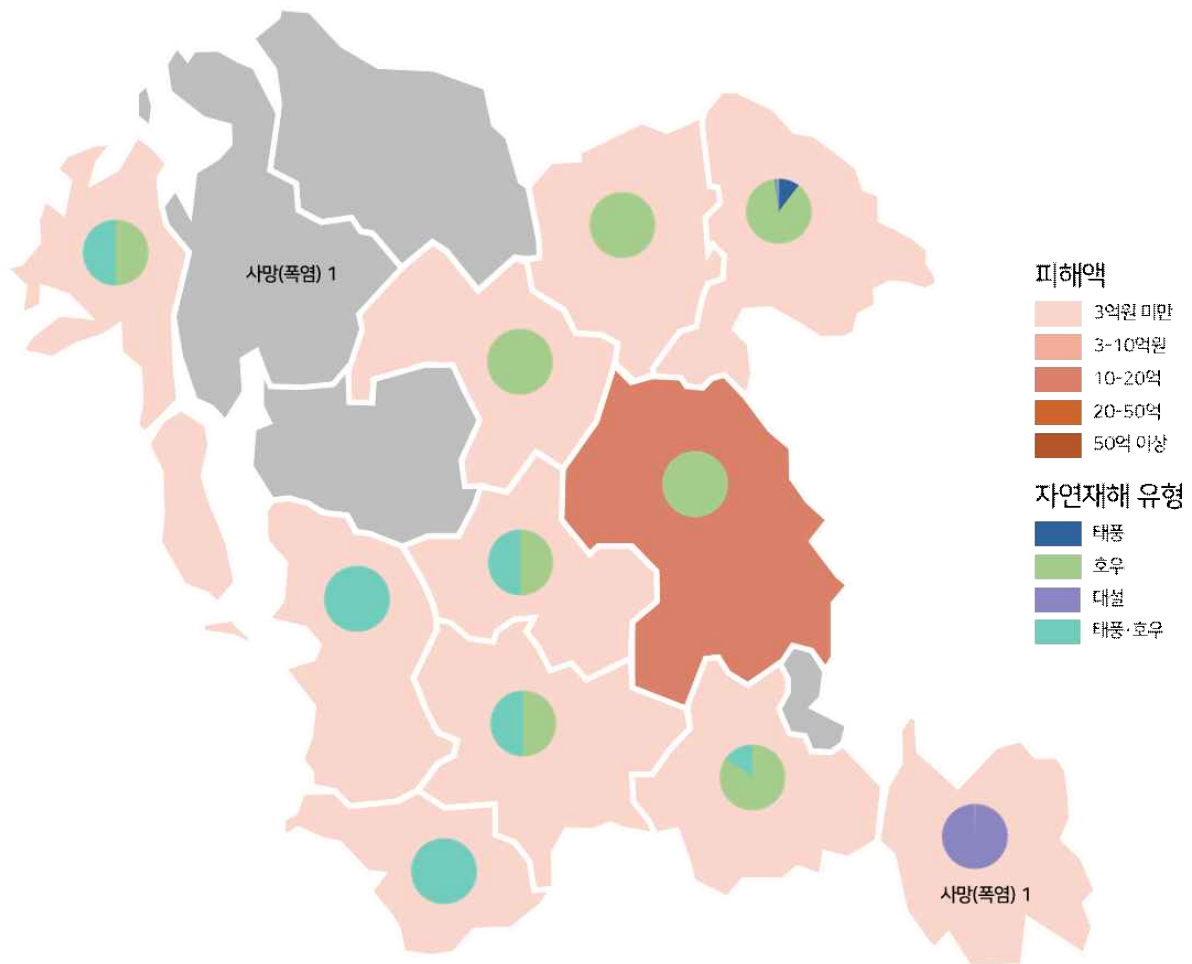 사망(폭염) 1
피해액
3억원 미만
3-10억원
10-20억
20-50억
50억 이상
자연재해 유형
태풍
호우
대설
태풍·호우
사망(폭염) 1